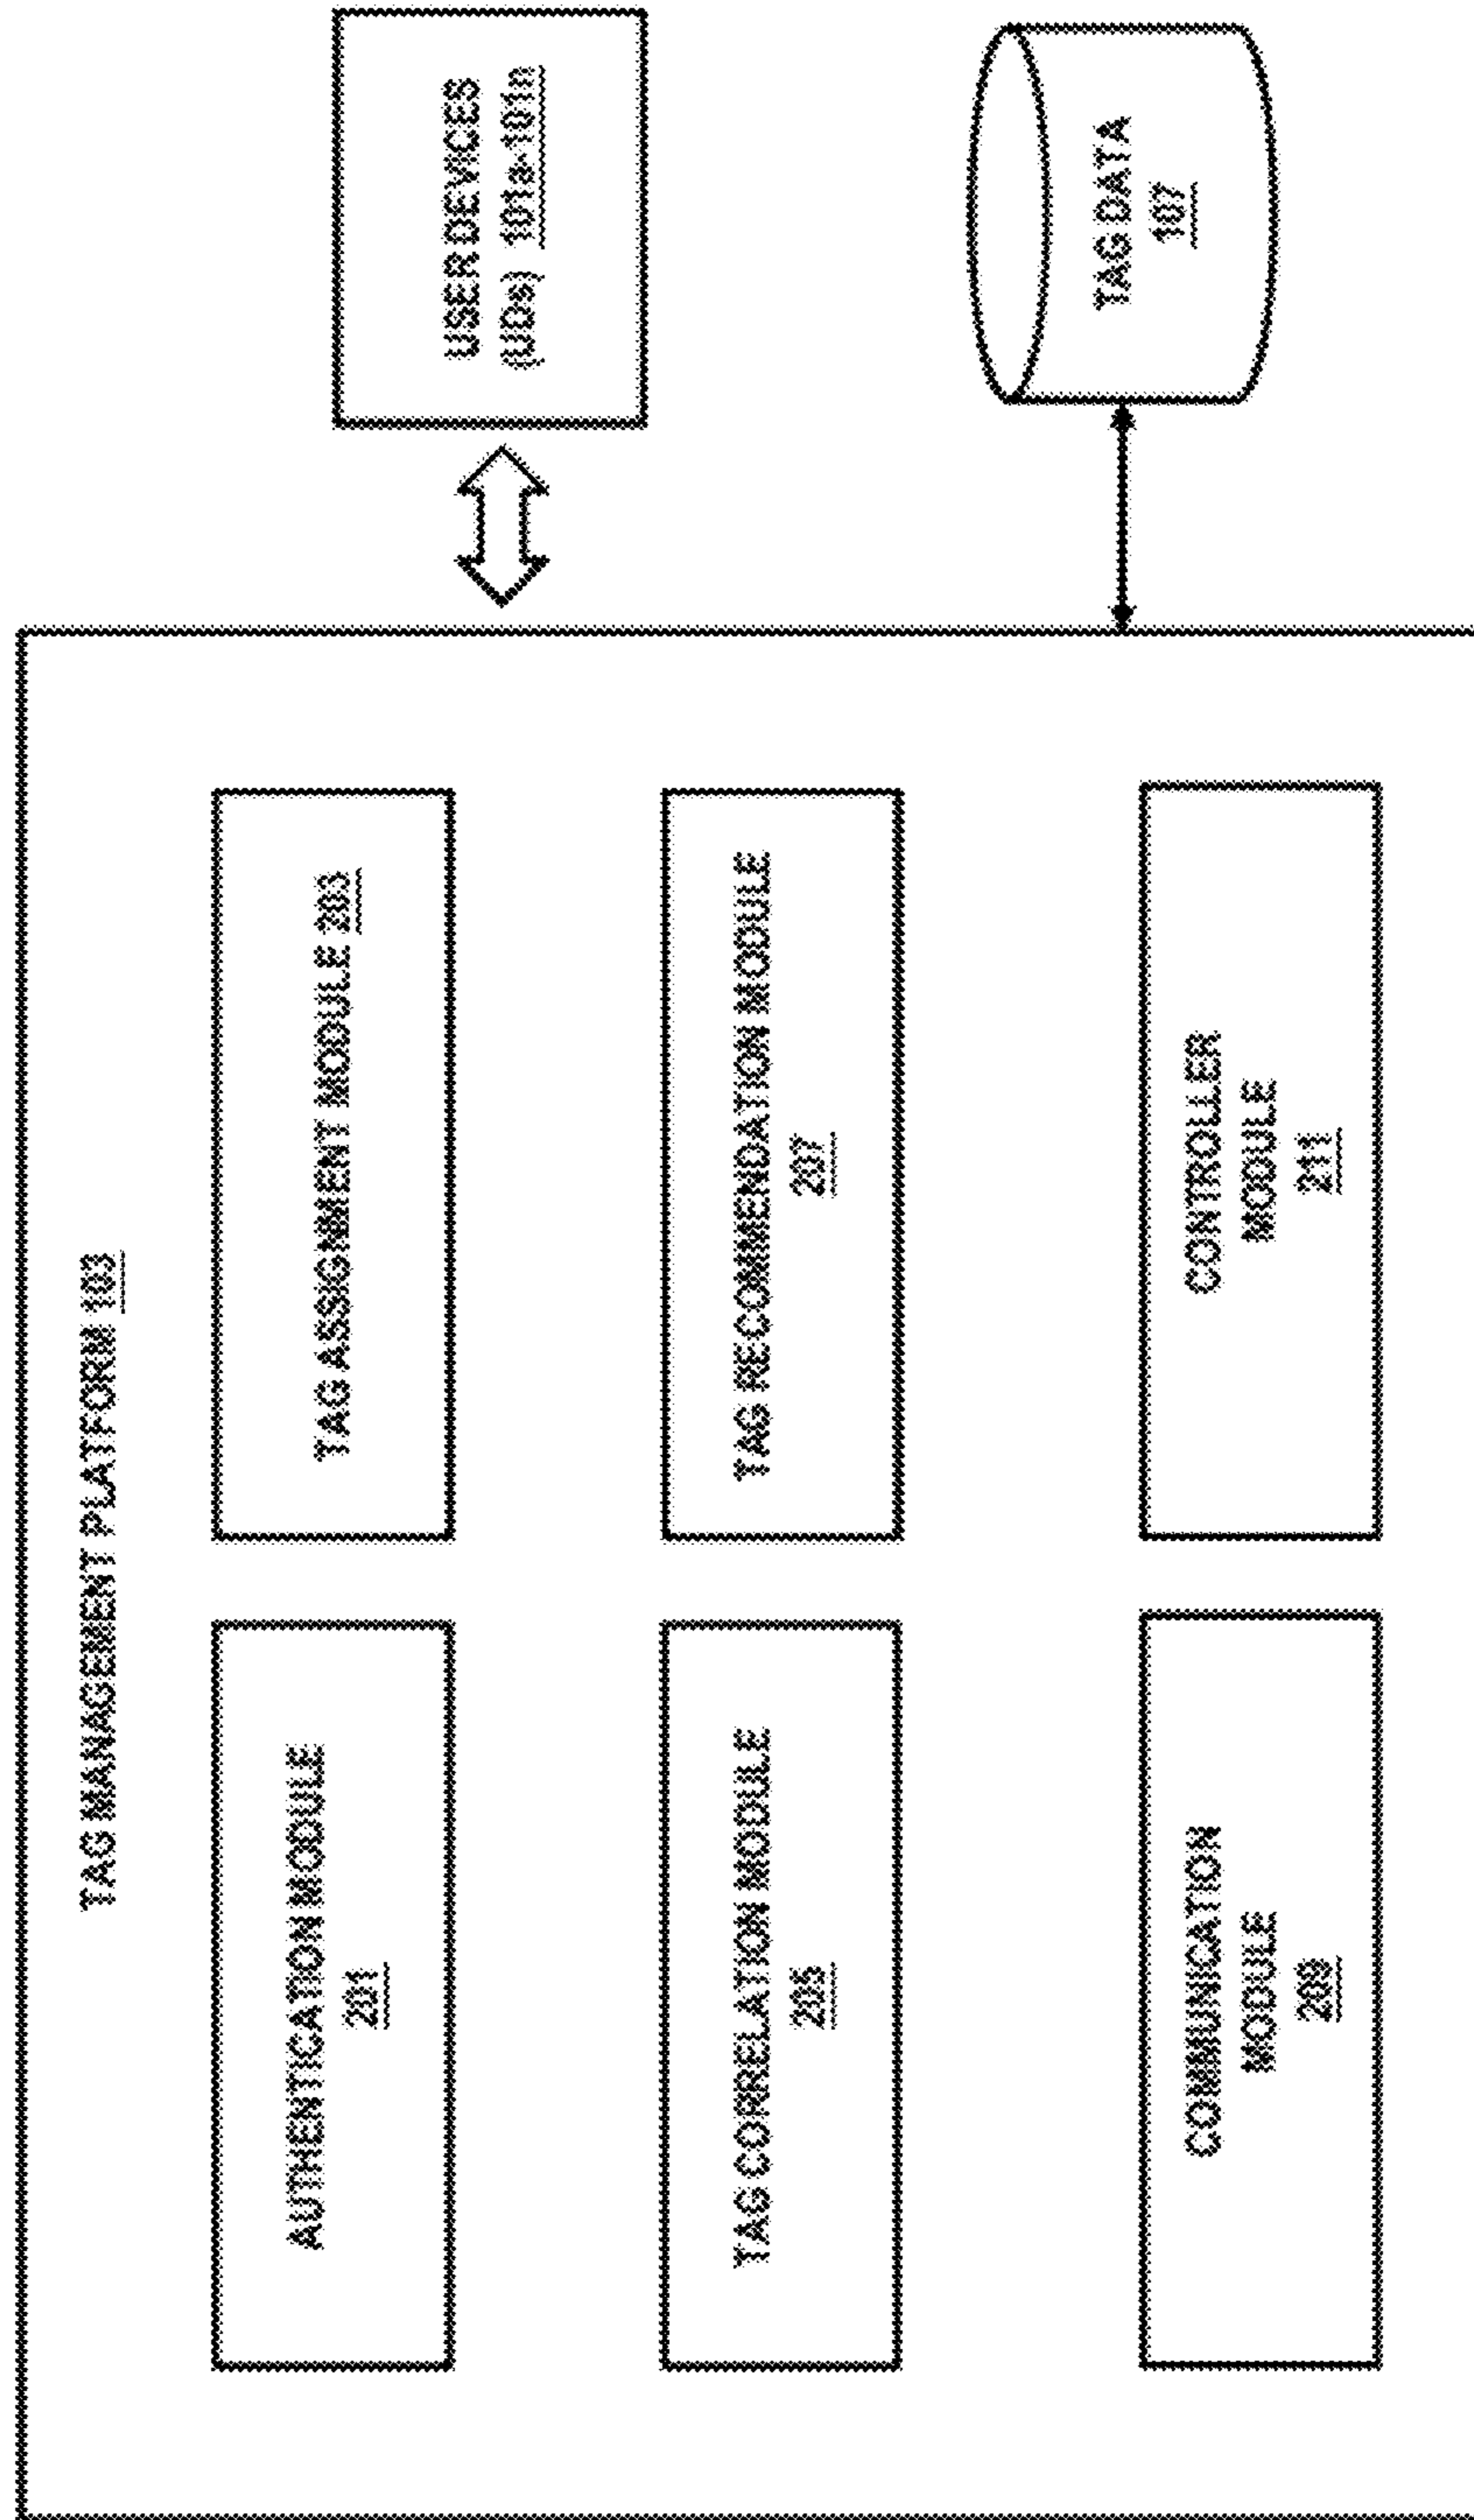 TAG MANAGEMENT PLATFORM 103
AUTHENTICATION MODULE
201
TAG ASSIGNMENT MODULE 203
TAG CORRELATION MODULE
205
TAG RECOMMENDATION MODULE
207
COMMUNICATION
MODULE
209
CONTROLLER
MODULE
211
USER DEVICES
(UDs) 101a-101n
TAG DATA
107